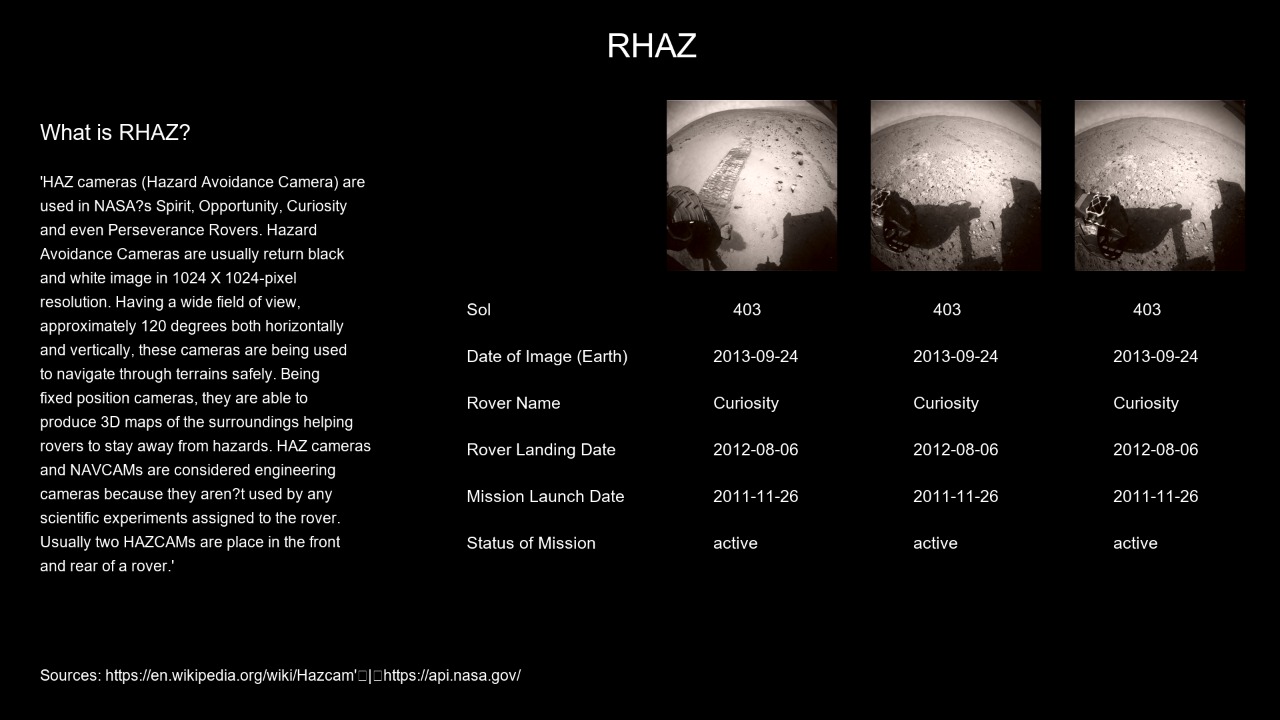 RHAZ
What is RHAZ?
'HAZ cameras (Hazard Avoidance Camera) are
used in NASA?s Spirit, Opportunity, Curiosity
and even Perseverance Rovers. Hazard
Avoidance Cameras are usually return black
and white image in 1024 X 1024-pixel
resolution. Having a wide field of view,
approximately 120 degrees both horizontally
and vertically, these cameras are being used
to navigate through terrains safely. Being
fixed position cameras, they are able to
produce 3D maps of the surroundings helping
rovers to stay away from hazards. HAZ cameras
and NAVCAMs are considered engineering
cameras because they aren?t used by any
scientific experiments assigned to the rover.
Usually two HAZCAMs are place in the front
and rear of a rover.'
Sol 403 403 403
Date of Image (Earth) 2013-09-24 2013-09-24 2013-09-24
Rover Name Curiosity Curiosity Curiosity
Rover Landing Date 2012-08-06 2012-08-06 2012-08-06
Mission Launch Date 2011-11-26 2011-11-26 2011-11-26
Status of Mission active active active
Sources: https://en.wikipedia.org/wiki/Hazcam'□|□https://api.nasa.gov/